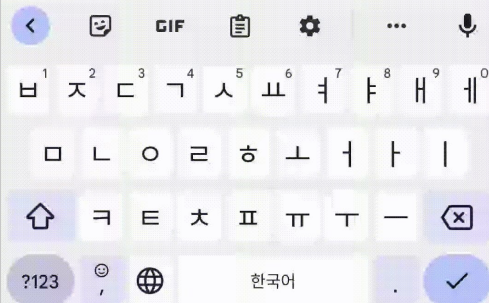 GIF
ㅂ1 ㅈ2 ㄷ3 ㄱ4 ㅅ5 ㅛ6 ㅕ7 ㅑ8 ㅐ9 ㅔ0
ㅁ ㄴ ㅇ ㄹ ㅎ ㅗ ㅓ ㅏ ㅣ
ㅋ ㅌ ㅊ ㅍ ㅠ ㅜ ㅡ
?123 , 한국어 .